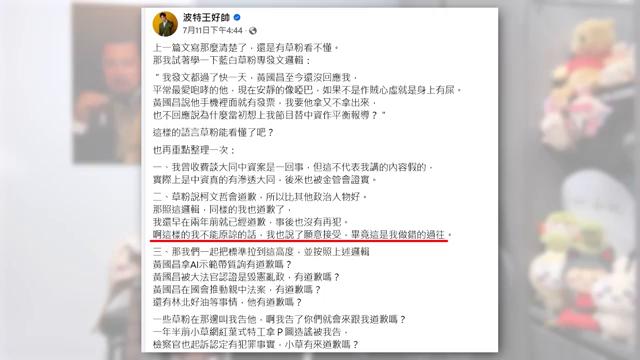 波特王好帥
7月11日下午4:44
上一篇文寫那麼清楚了，還是有草粉看不懂。
那我試著學一下藍白草粉專發文邏輯：
“ 我發文都過了快一天，黃國昌至今還沒回應我，
平常最愛咆哮的他，現在安靜的像啞巴，如果不是作賊心虛就是身上有屎。
黃國昌說他手機裡面就有發票，我要他拿又不拿出來，
也不回應說為什麼當初想上我節目替中資作平衡報導？ ”
這樣的語言草粉能看懂了吧？
也再重點整理一次：
一、我曾收費談大同中資案是一回事，但這不代表我講的內容假的，
實際上是中資真的有滲透大同，後來也被金管會證實。
二、草粉說柯文哲會道歉，所以比其他政治人物好。
那照這邏輯，同樣的我也道歉了，
我還早在兩年前就已經道歉，事後也沒有再犯。
啊這樣的我不能原諒的話，我也說了願意接受，畢竟這是我做錯的過往。
三、那我們一起把標準拉到這高度，並按照上述邏輯
黃國昌拿AI示範帶質詢有道歉嗎？
黃國昌被大法官認證是毀憲亂政，有道歉嗎？
黃國昌在國會推親中法案，有道歉嗎？
還有林北好油等事情，他有道歉嗎？
一些草粉在那邊叫我告他，啊我告了你們就會來跟我道歉嗎？
一年半前小草網紅菓式特工拿P圖造謠被我告，
檢察官也起訴認定有犯罪事實，小草有來道歉嗎？